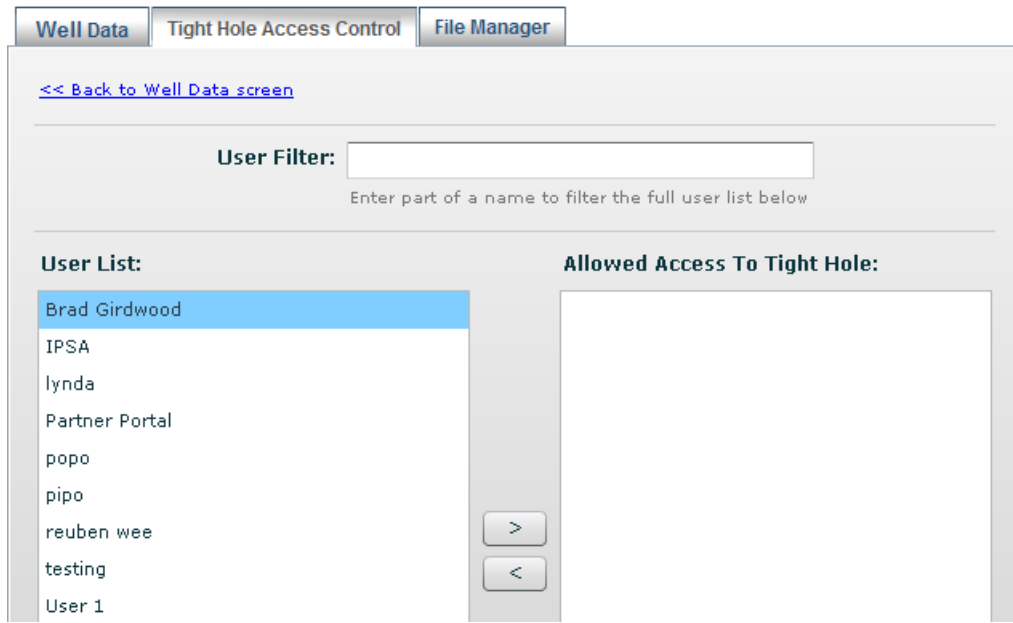 Well Data
Tight Hole Access Control
File Manager
<< Back to Well Data screen
User Filter:
Enter part of a name to filter the full user list below
User List:
Allowed Access To Tight Hole:
Brad Girdwood
IPSA
lynda
Partner Portal
popo
pipo
reuben wee
testing
User 1
>
<